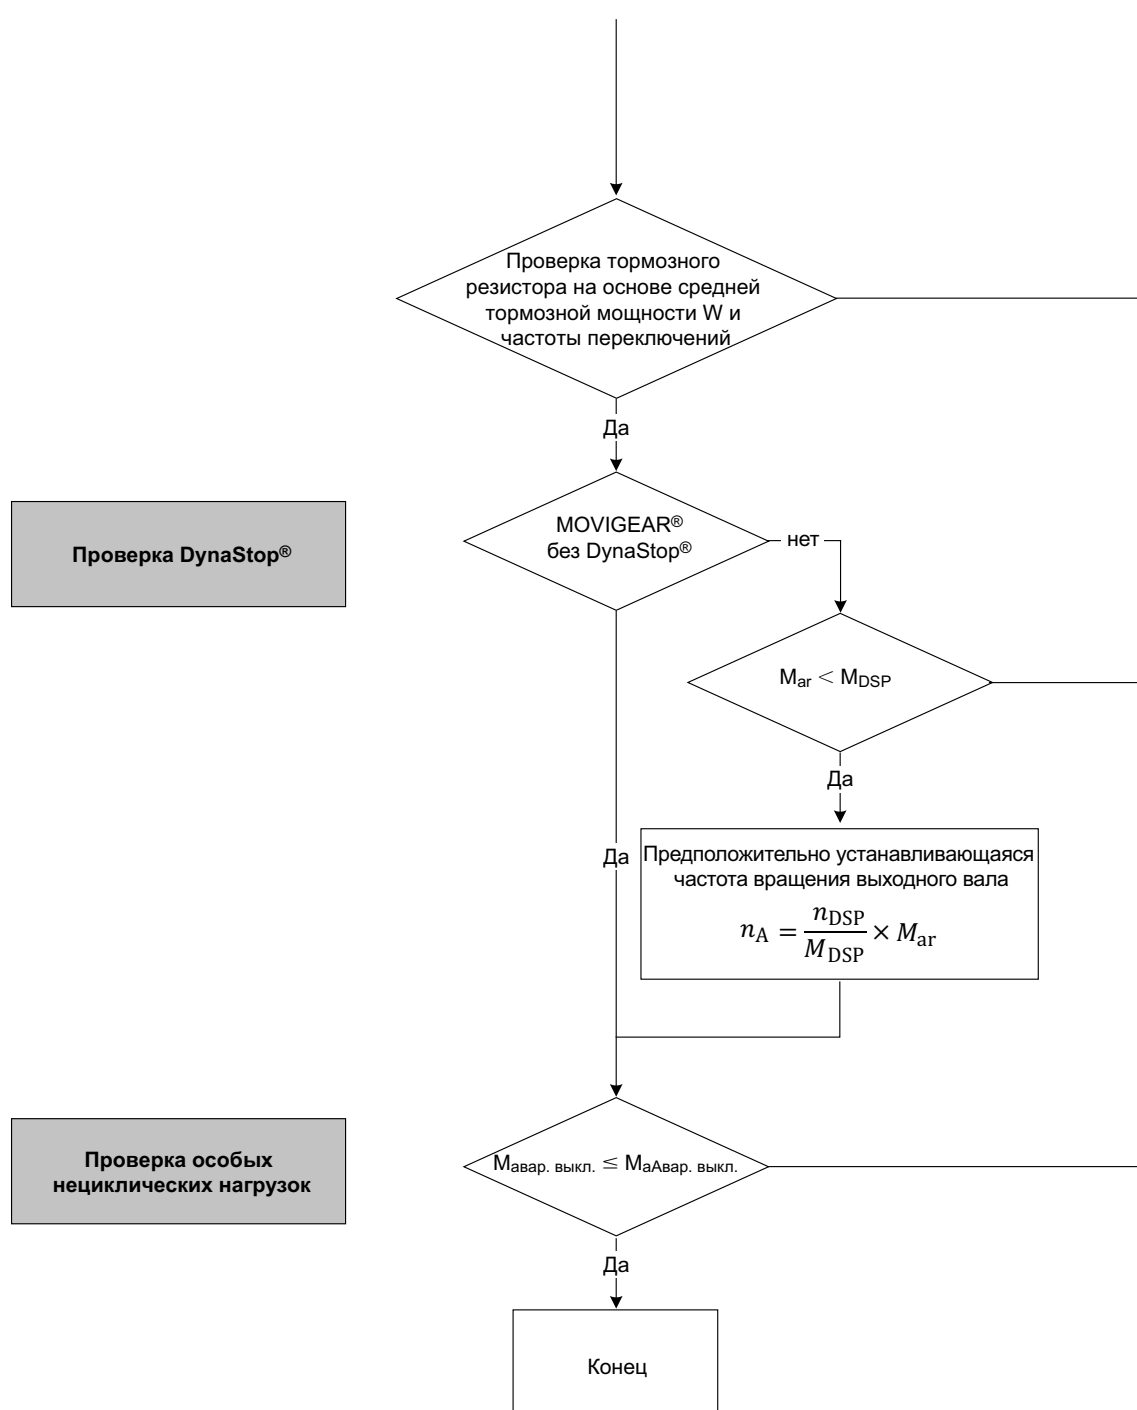 Проверка тормозного
резистора на основе средней
тормозной мощности W и
частоты переключений
Да
Проверка DynaStop®
MOVIGEAR®
без DynaStop®
нет
Mar < MDSP
Да
Да
Предположительно устанавливающаяся
частота вращения выходного вала
nA = nDSP / MDSP × Mar
Проверка особых
нециклических нагрузок
Mавар. выкл. ≤ MaАвар. выкл.
Да
Конец